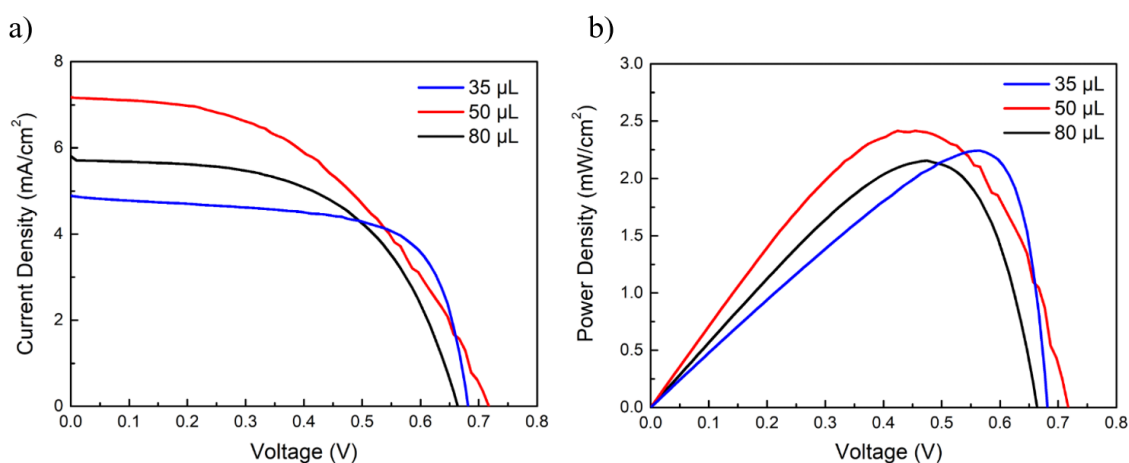 a)
8
6
4
2
0
0.0 0.1 0.2 0.3 0.4 0.5 0.6 0.7 0.8
Current Density (mA/cm²)
Voltage (V)
35 µL
50 µL
80 µL
b)
3.0
2.5
2.0
1.5
1.0
0.5
0.0
0.0 0.1 0.2 0.3 0.4 0.5 0.6 0.7 0.8
Power Density (mW/cm²)
Voltage (V)
35 µL
50 µL
80 µL